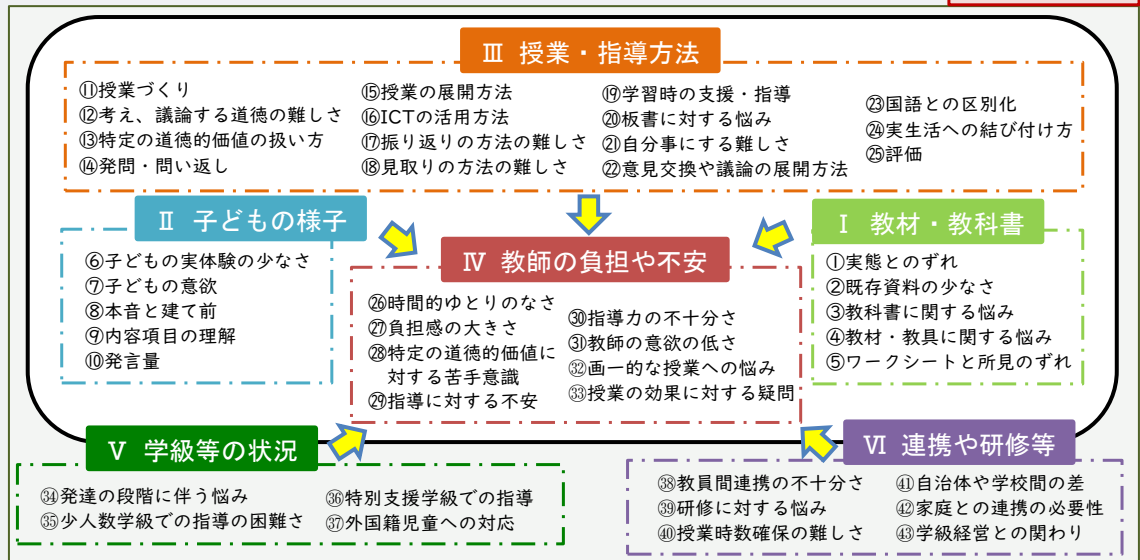 Ⅲ 授業・指導方法
⑪授業づくり
⑫考え、議論する道徳の難しさ
⑬特定の道徳的価値の扱い方
⑭発問・問い返し
⑮授業の展開方法
⑯ICTの活用方法
⑰振り返りの方法の難しさ
⑱見取りの方法の難しさ
⑲学習時の支援・指導
⑳板書に対する悩み
㉑自分事にする難しさ
㉒意見交換や議論の展開方法
㉓国語との区別化
㉔実生活への結び付け方
㉕評価
Ⅱ 子どもの様子
⑥子どもの実体験の少なさ
⑦子どもの意欲
⑧本音と建て前
⑨内容項目の理解
⑩発言量
Ⅳ 教師の負担や不安
㉖時間的ゆとりのなさ
㉗負担感の大きさ
㉘特定の道徳的価値に
対する苦手意識
㉙指導に対する不安
㉚指導力の不十分さ
㉛教師の意欲の低さ
㉜画一的な授業への悩み
㉝授業の効果に対する疑問
Ⅰ 教材・教科書
①実態とのずれ
②既存資料の少なさ
③教科書に関する悩み
④教材・教具に関する悩み
⑤ワークシートと所見のずれ
Ⅴ 学級等の状況
㉞発達の段階に伴う悩み
㉟少人数学級での指導の困難さ
㊱特別支援学級での指導
㊲外国籍児童への対応
Ⅵ 連携や研修等
㊳教員間連携の不十分さ
㊴研修に対する悩み
㊵授業時数確保の難しさ
㊶自治体や学校間の差
㊷家庭との連携の必要性
㊸学級経営との関わり